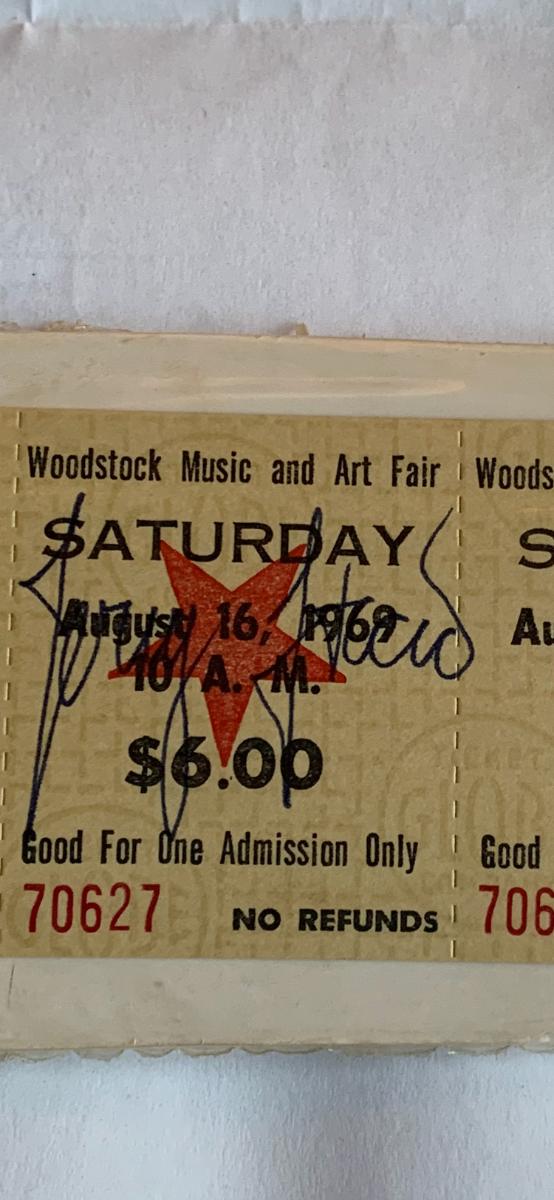 Woodstock Music and Art Fair
SATURDAY
August 16, 1969
10 A. M.
$6.00
Good For One Admission Only
70627 NO REFUNDS
Woods
S
Au
Good
706